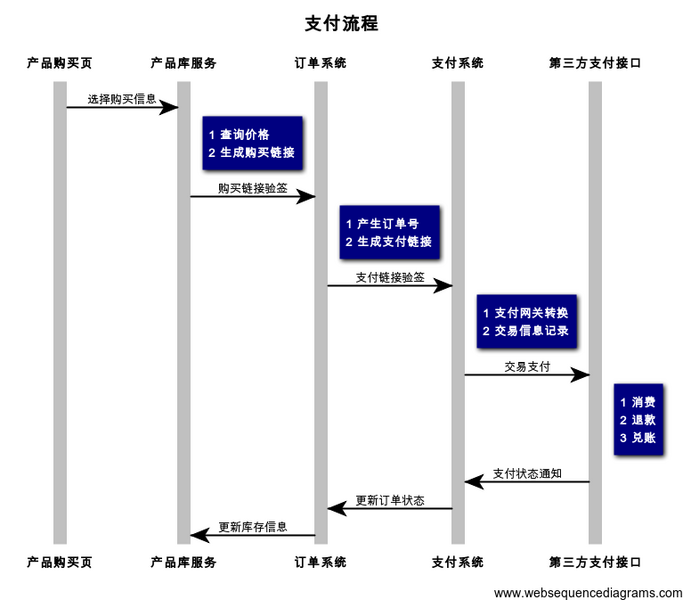 支付流程
产品购买页 产品库服务 订单系统 支付系统 第三方支付接口
选择购买信息
1 查询价格
2 生成购买链接
购买链接验签
1 产生订单号
2 生成支付链接
支付链接验签
1 支付网关转换
2 交易信息记录
交易支付
1 消费
2 退款
3 兑账
支付状态通知
更新订单状态
更新库存信息
产品购买页 产品库服务 订单系统 支付系统 第三方支付接口
www.websequencediagrams.com